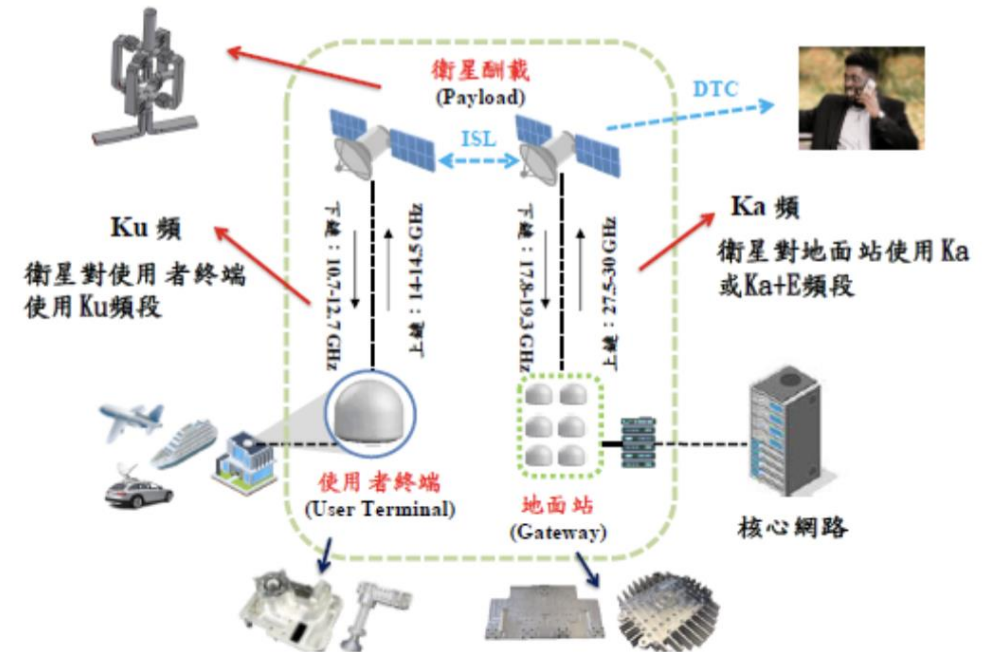 衛星酬載
(Payload)
DTC
ISL
Ku 頻
衛星對使用者終端
使用Ku頻段
下鏈：10.7-12.7 GHz
上鏈：14-14.5 GHz
下鏈：17.8-19.3 GHz
上鏈：27.5-30 GHz
Ka 頻
衛星對地面站使用Ka
或Ka+E頻段
使用者終端
(User Terminal)
地面站
(Gateway)
核心網路